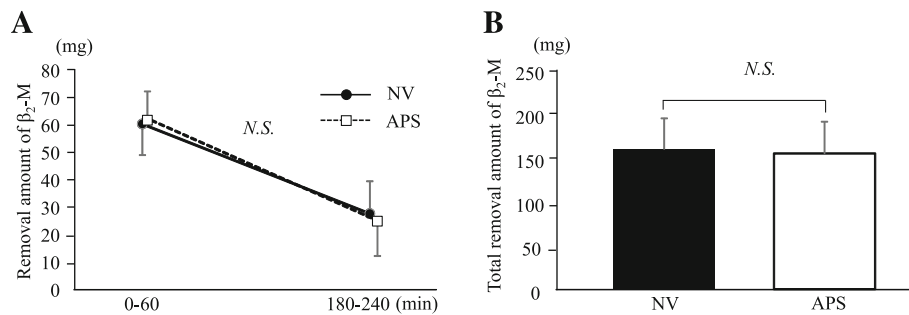 A
(mg)
Removal amount of β2-M
80
70
60
50
40
30
20
10
0
N.S.
NV
APS
0-60
180-240 (min)
B
(mg)
Total removal amount of β2-M
250
200
150
100
50
0
N.S.
NV
APS